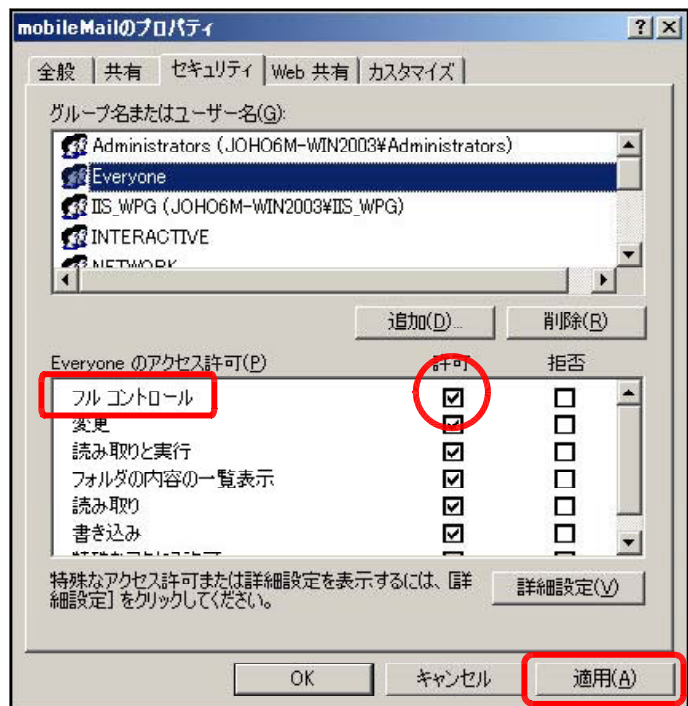 mobileMailのプロパティ
全般 共有 セキュリティ Web 共有 カスタマイズ
グループ名またはユーザー名(G):
Administrators (JOHO6M-WIN2003¥Administrators)
Everyone
IIS_WPG (JOHO6M-WIN2003¥IIS_WPG)
INTERACTIVE
NETWORK
追加(D)... 削除(R)
Everyone のアクセス許可(P) 許可 拒否
フル コントロール
変更
読み取りと実行
フォルダの内容の一覧表示
読み取り
書き込み
特殊なアクセス許可または詳細設定を表示するには、[詳
細設定] をクリックしてください。
詳細設定(V)
OK キャンセル 適用(A)